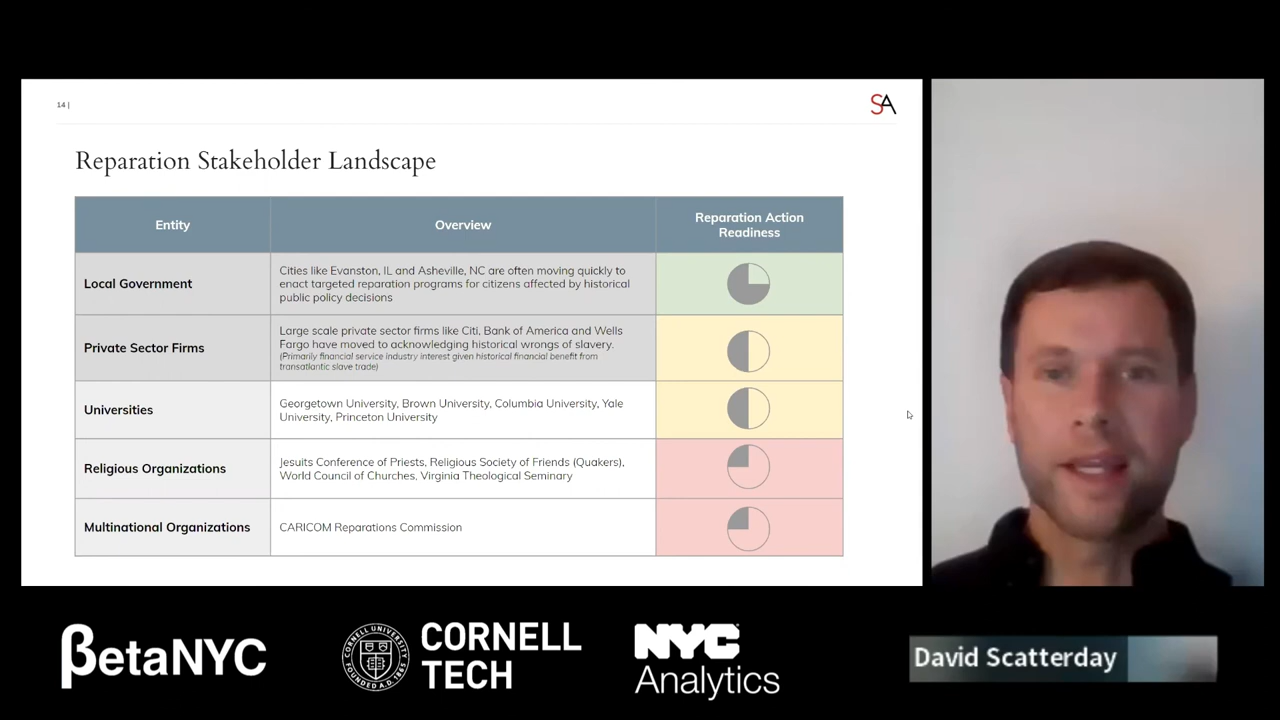 14 |
SA
Reparation Stakeholder Landscape
Entity
Overview
Reparation Action
Readiness
Local Government
Cities like Evanston, IL and Asheville, NC are often moving quickly to
enact targeted reparation programs for citizens affected by historical
public policy decisions
Private Sector Firms
Large scale private sector firms like Citi, Bank of America and Wells
Fargo have moved to acknowledging historical wrongs of slavery.
(Primarily financial service industry interest given historical financial benefit from
transatlantic slave trade)
Universities
Georgetown University, Brown University, Columbia University, Yale
University, Princeton University
Religious Organizations
Jesuits Conference of Priests, Religious Society of Friends (Quakers),
World Council of Churches, Virginia Theological Seminary
Multinational Organizations
CARICOM Reparations Commission
βetaNYC
CORNELL UNIVERSITY
FOUNDED A.D. 1865
CORNELL
TECH
NYC
Analytics
David Scatterday